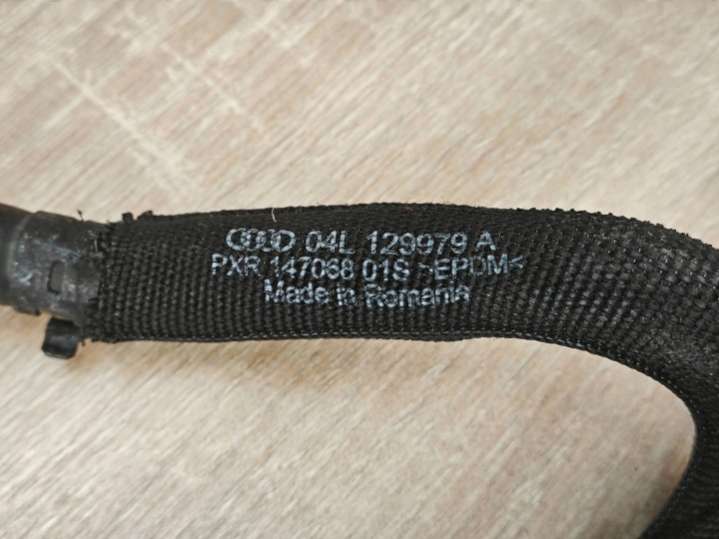 04L 129979 A
PXR 147068 01S >EPDM<
Made in Romania